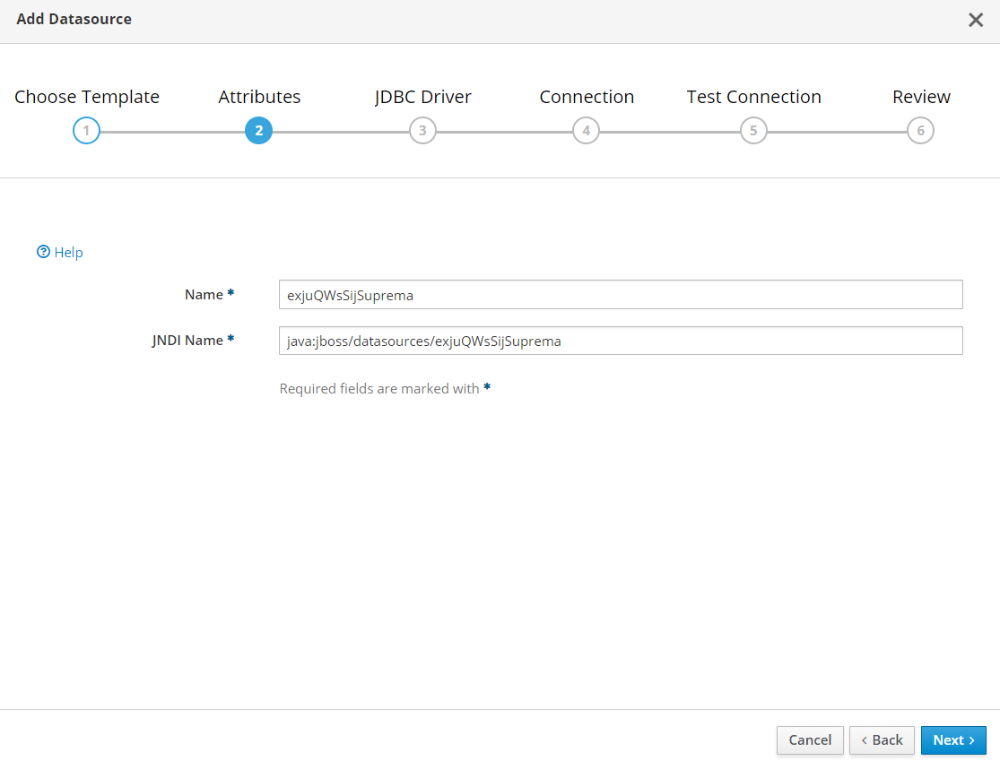 Add Datasource
Choose Template Attributes JDBC Driver Connection Test Connection Review
1 2 3 4 5 6
Help
Name *
exjuQWsSijSuprema
JNDI Name *
java:jboss/datasources/exjuQWsSijSuprema
Required fields are marked with *
Cancel < Back Next >